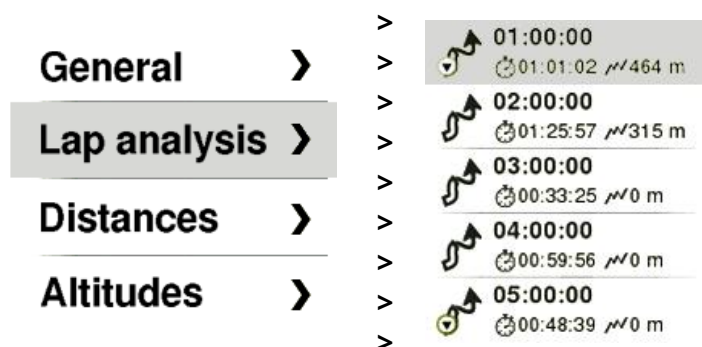 General ❯
Lap analysis ❯
Distances ❯
Altitudes ❯
>
>
>
>
>
>
>
>
>
01:00:00
01:01:02 464 m
02:00:00
01:25:57 315 m
03:00:00
00:33:25 0 m
04:00:00
00:59:56 0 m
05:00:00
00:48:39 0 m